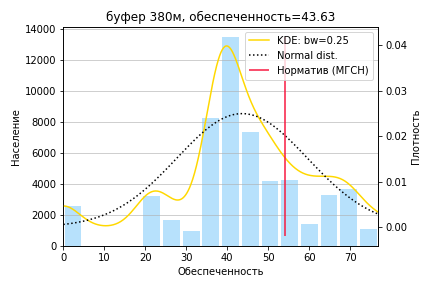 буфер 380м, обеспеченность=43.63
KDE: bw=0.25
Normal dist.
Норматив (МГСН)
14000
12000
10000
8000
6000
4000
2000
0
Население
0.04
0.03
0.02
0.01
0.00
Плотность
0 10 20 30 40 50 60 70
Обеспеченность